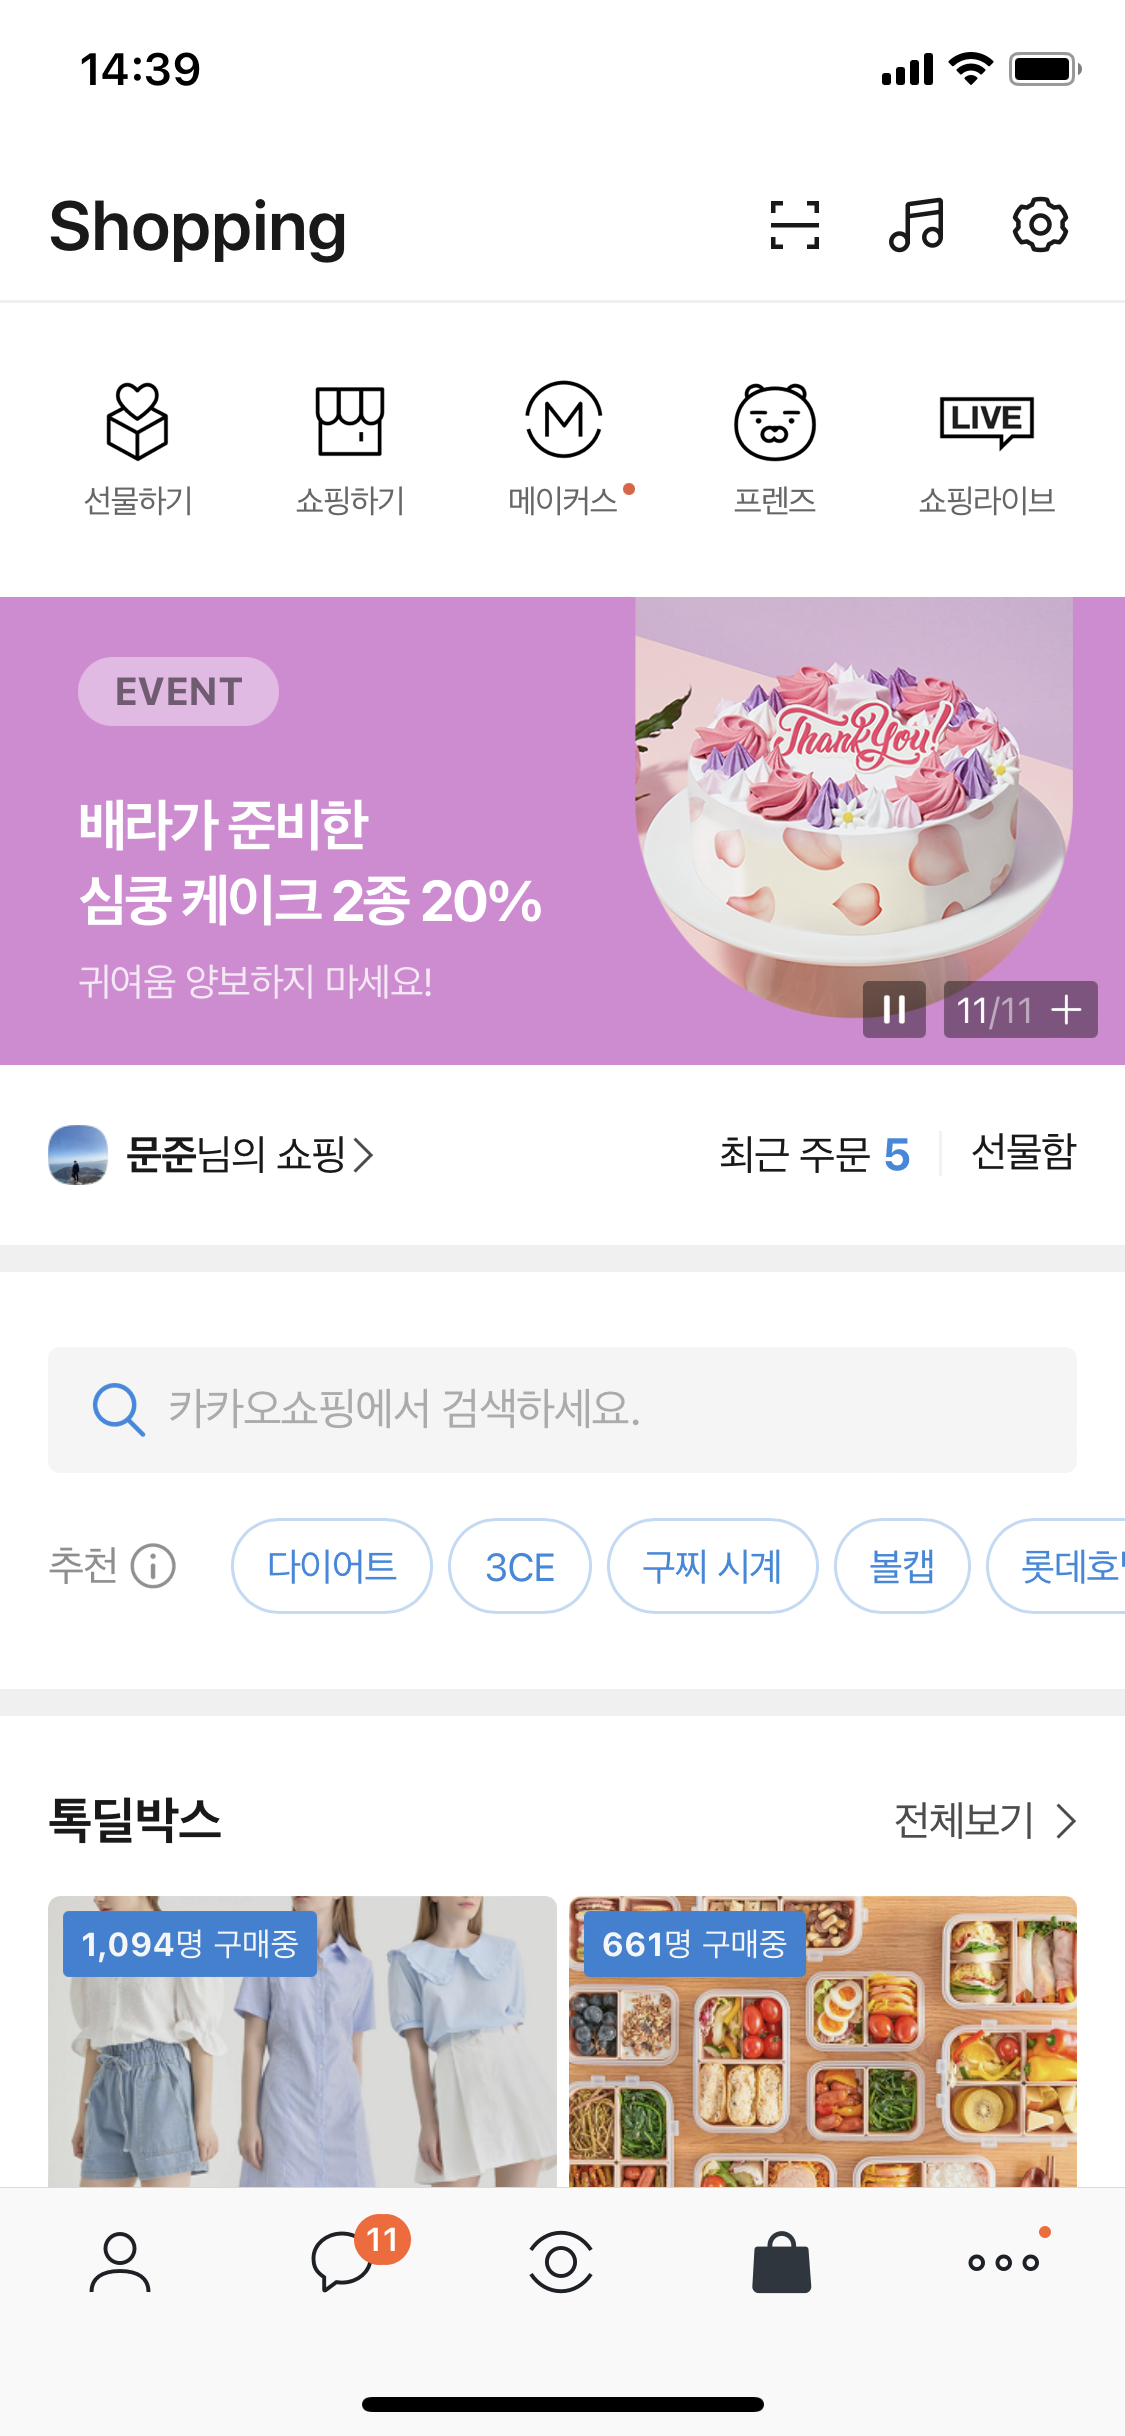 14:39
Shopping
선물하기
쇼핑하기
메이커스
프렌즈
LIVE
쇼핑라이브
EVENT
배라가 준비한
심쿵 케이크 2종 20%
귀여움 양보하지 마세요!
Thank You!
11/11
문준님의 쇼핑
최근 주문 5
선물함
카카오쇼핑에서 검색하세요.
추천
다이어트
3CE
구찌 시계
볼캡
롯데호
톡딜박스
전체보기
1,094명 구매중
661명 구매중
11